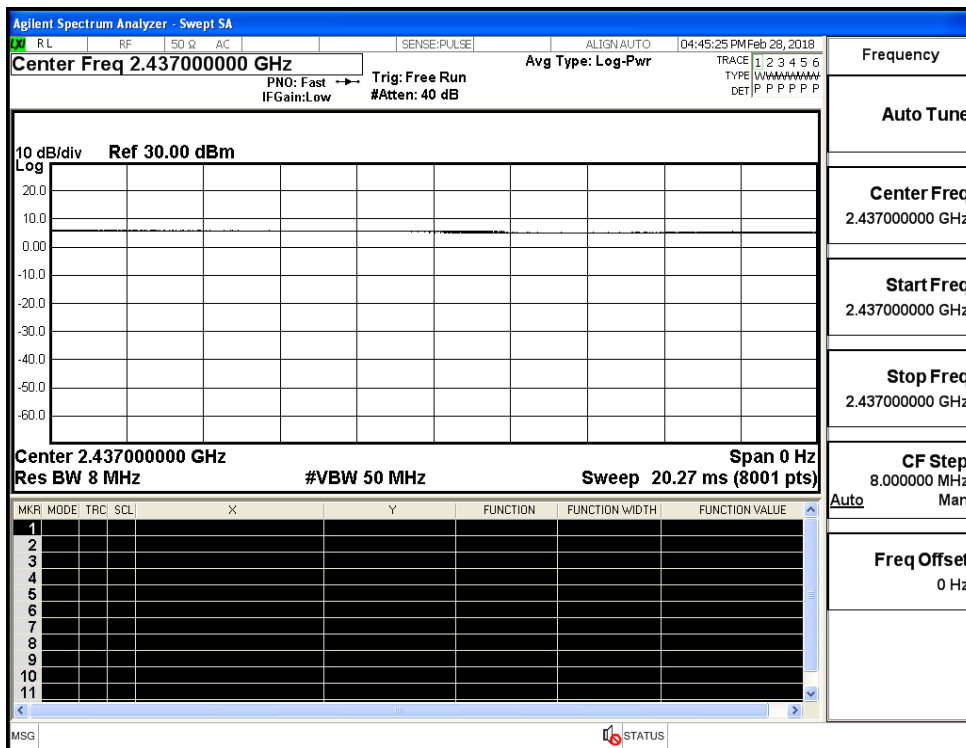 Agilent Spectrum Analyzer - Swept SA
LXI RL RF 50 Ω AC SENSE:PULSE ALIGN AUTO 04:45:25 PM Feb 28, 2018
Center Freq 2.437000000 GHz
PNO: Fast
IFGain:Low
Trig: Free Run
#Atten: 40 dB
Avg Type: Log-Pwr
TRACE 1 2 3 4 5 6
TYPE WWWWWW
DET P P P P P P
10 dB/div Ref 30.00 dBm
Log
20.0
10.0
0.00
-10.0
-20.0
-30.0
-40.0
-50.0
-60.0
Center 2.437000000 GHz Span 0 Hz
Res BW 8 MHz #VBW 50 MHz Sweep 20.27 ms (8001 pts)
MKR MODE TRC SCL X Y FUNCTION FUNCTION WIDTH FUNCTION VALUE
1
2
3
4
5
6
7
8
9
10
11
MSG STATUS
Frequency
Auto Tune
Center Freq
2.437000000 GHz
Start Freq
2.437000000 GHz
Stop Freq
2.437000000 GHz
CF Step
8.000000 MHz
Auto Man
Freq Offset
0 Hz